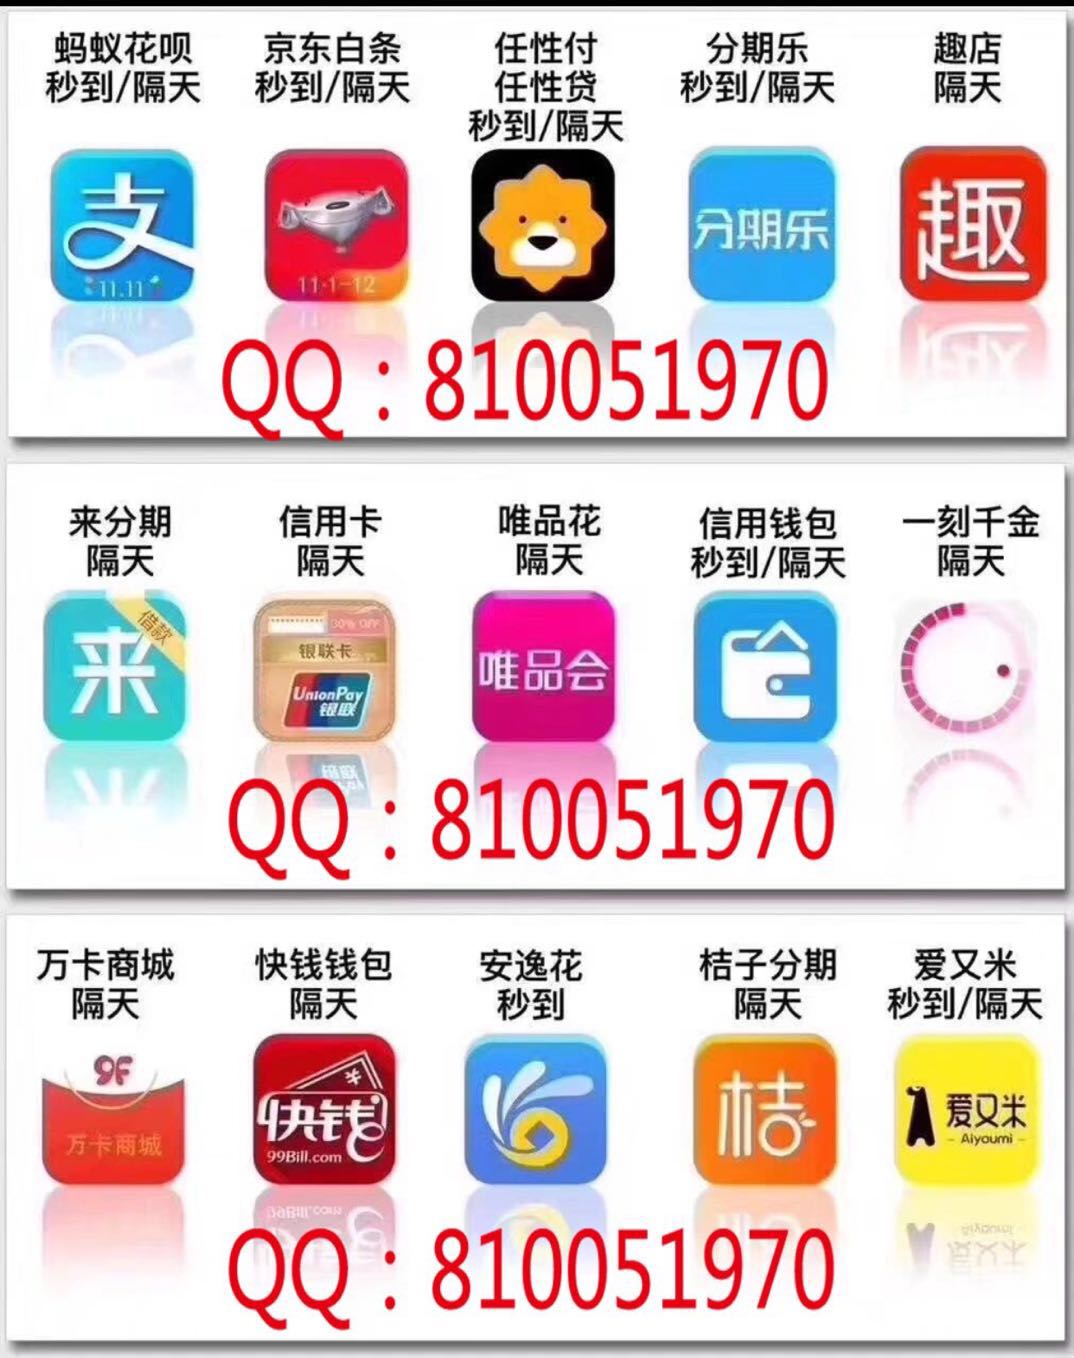 蚂蚁花呗
秒到/隔天
京东白条
秒到/隔天
任性付
任性贷
秒到/隔天
分期乐
秒到/隔天
趣店
隔天
支
11.11
11·1-12
分期乐
趣
QQ：810051970
来分期
隔天
信用卡
隔天
唯品花
隔天
信用钱包
秒到/隔天
一刻千金
隔天
来
借款
30% OFF
银联卡
UnionPay
银联
唯品会
QQ：810051970
万卡商城
隔天
快钱钱包
隔天
安逸花
秒到
桔子分期
隔天
爱又米
秒到/隔天
9F
万卡商城
快钱
99Bill.com
桔
爱又米
- Aiyoumi -
QQ：810051970